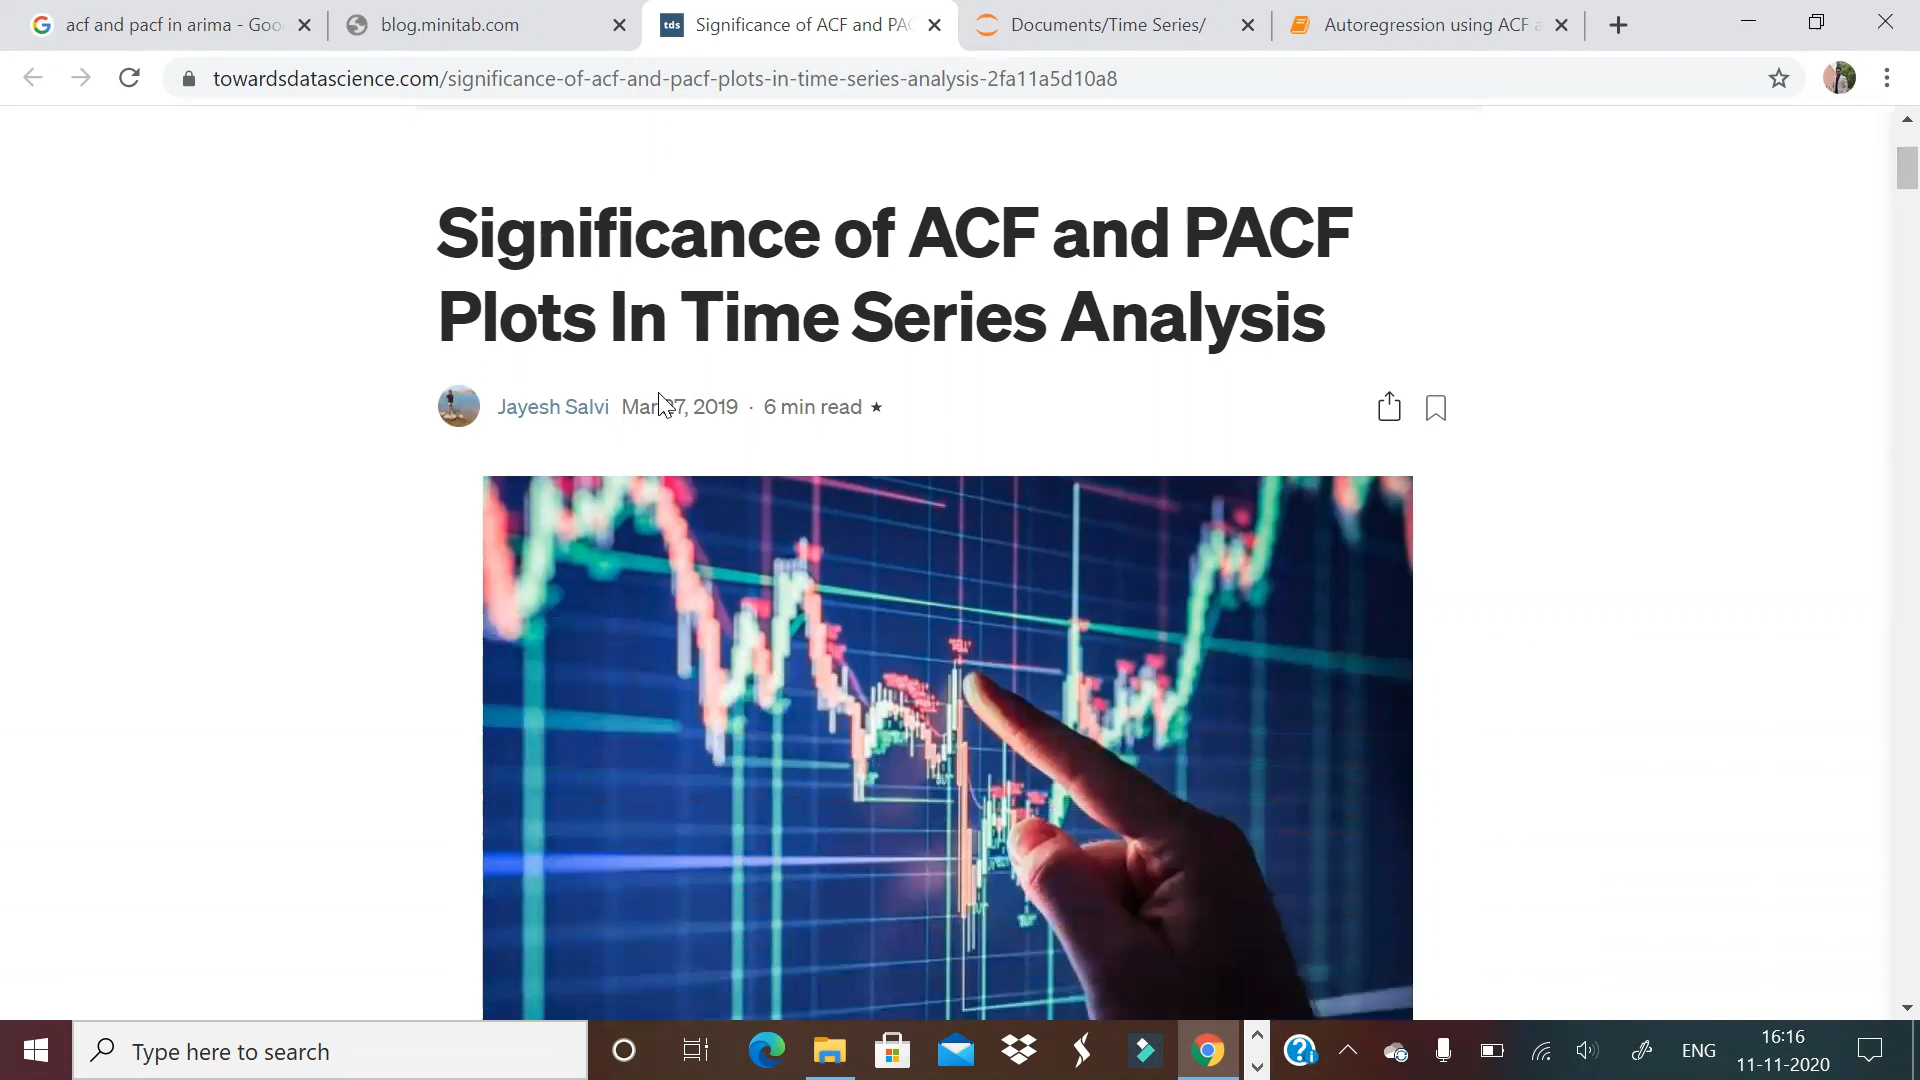 acf and pacf in arima - Goo
blog.minitab.com
tds
Significance of ACF and PAC
Documents/Time Series/
Autoregression using ACF a
towardsdatascience.com/significance-of-acf-and-pacf-plots-in-time-series-analysis-2fa11a5d10a8
Significance of ACF and PACF
Plots In Time Series Analysis
Jayesh Salvi Mar 27, 2019 · 6 min read ★
Type here to search
ENG
16:16
11-11-2020